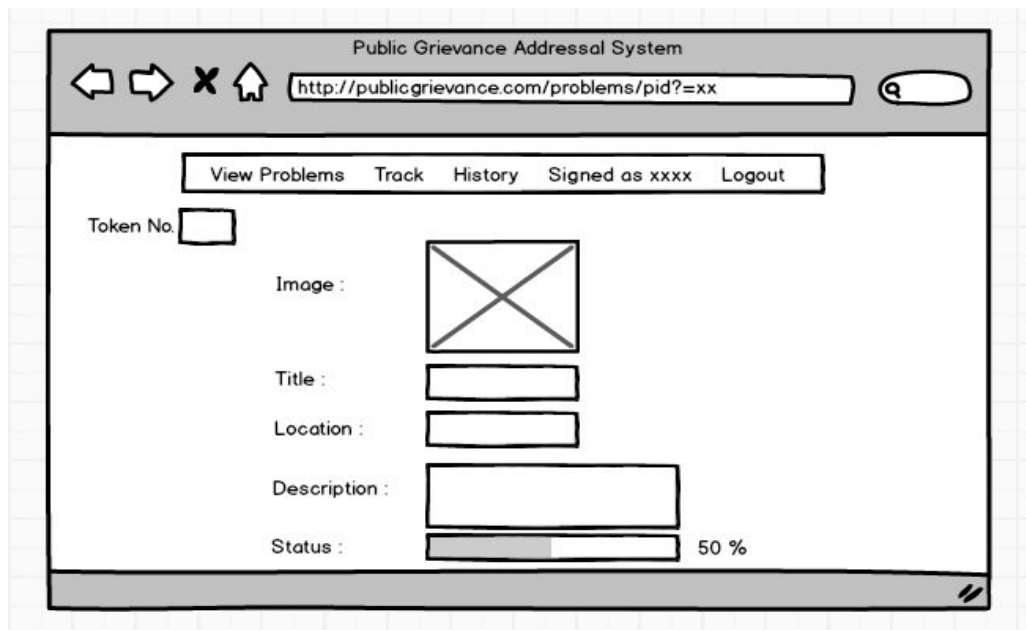 Public Grievance Addressal System
http://publicgrievance.com/problems/pid?=xx
View Problems Track History Signed as xxxx Logout
Token No.
Image :
Title :
Location :
Description :
Status : 50 %